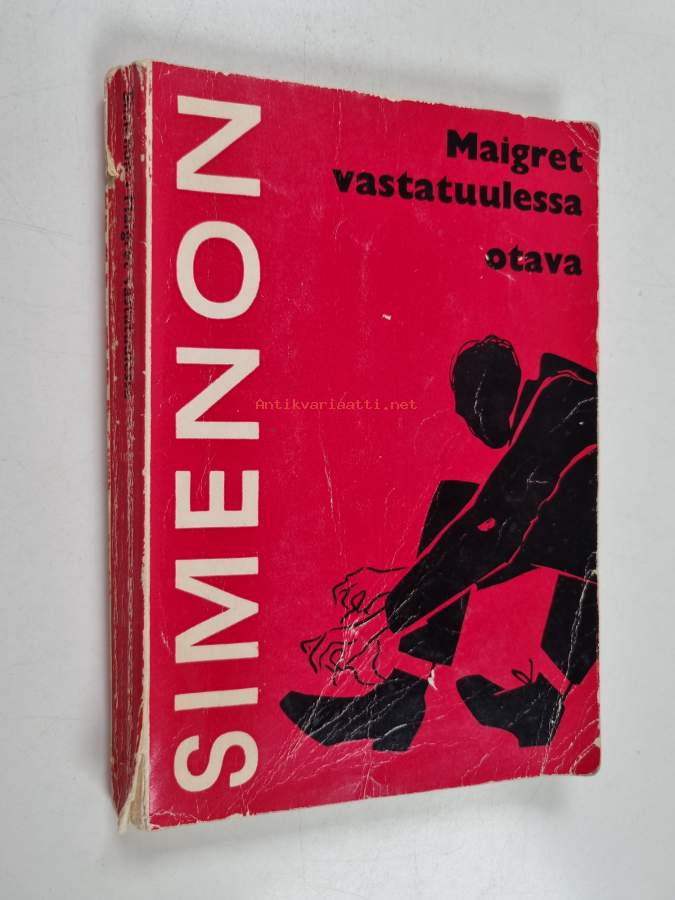 SIMENON
Maigret
vastatuulessa
otava
Antikvariaatti.net